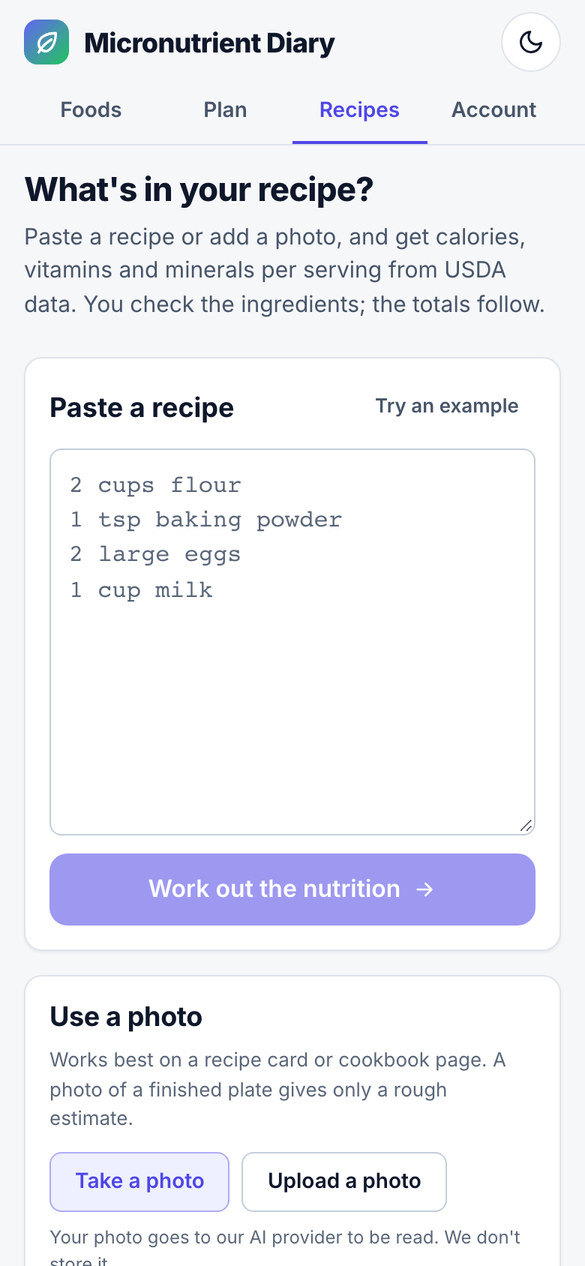 Micronutrient Diary
Foods Plan Recipes Account
What's in your recipe?
Paste a recipe or add a photo, and get calories,
vitamins and minerals per serving from USDA
data. You check the ingredients; the totals follow.
Paste a recipe
Try an example
2 cups flour
1 tsp baking powder
2 large eggs
1 cup milk
Work out the nutrition →
Use a photo
Works best on a recipe card or cookbook page. A
photo of a finished plate gives only a rough
estimate.
Take a photo
Upload a photo
Your photo goes to our AI provider to be read. We don't
store it